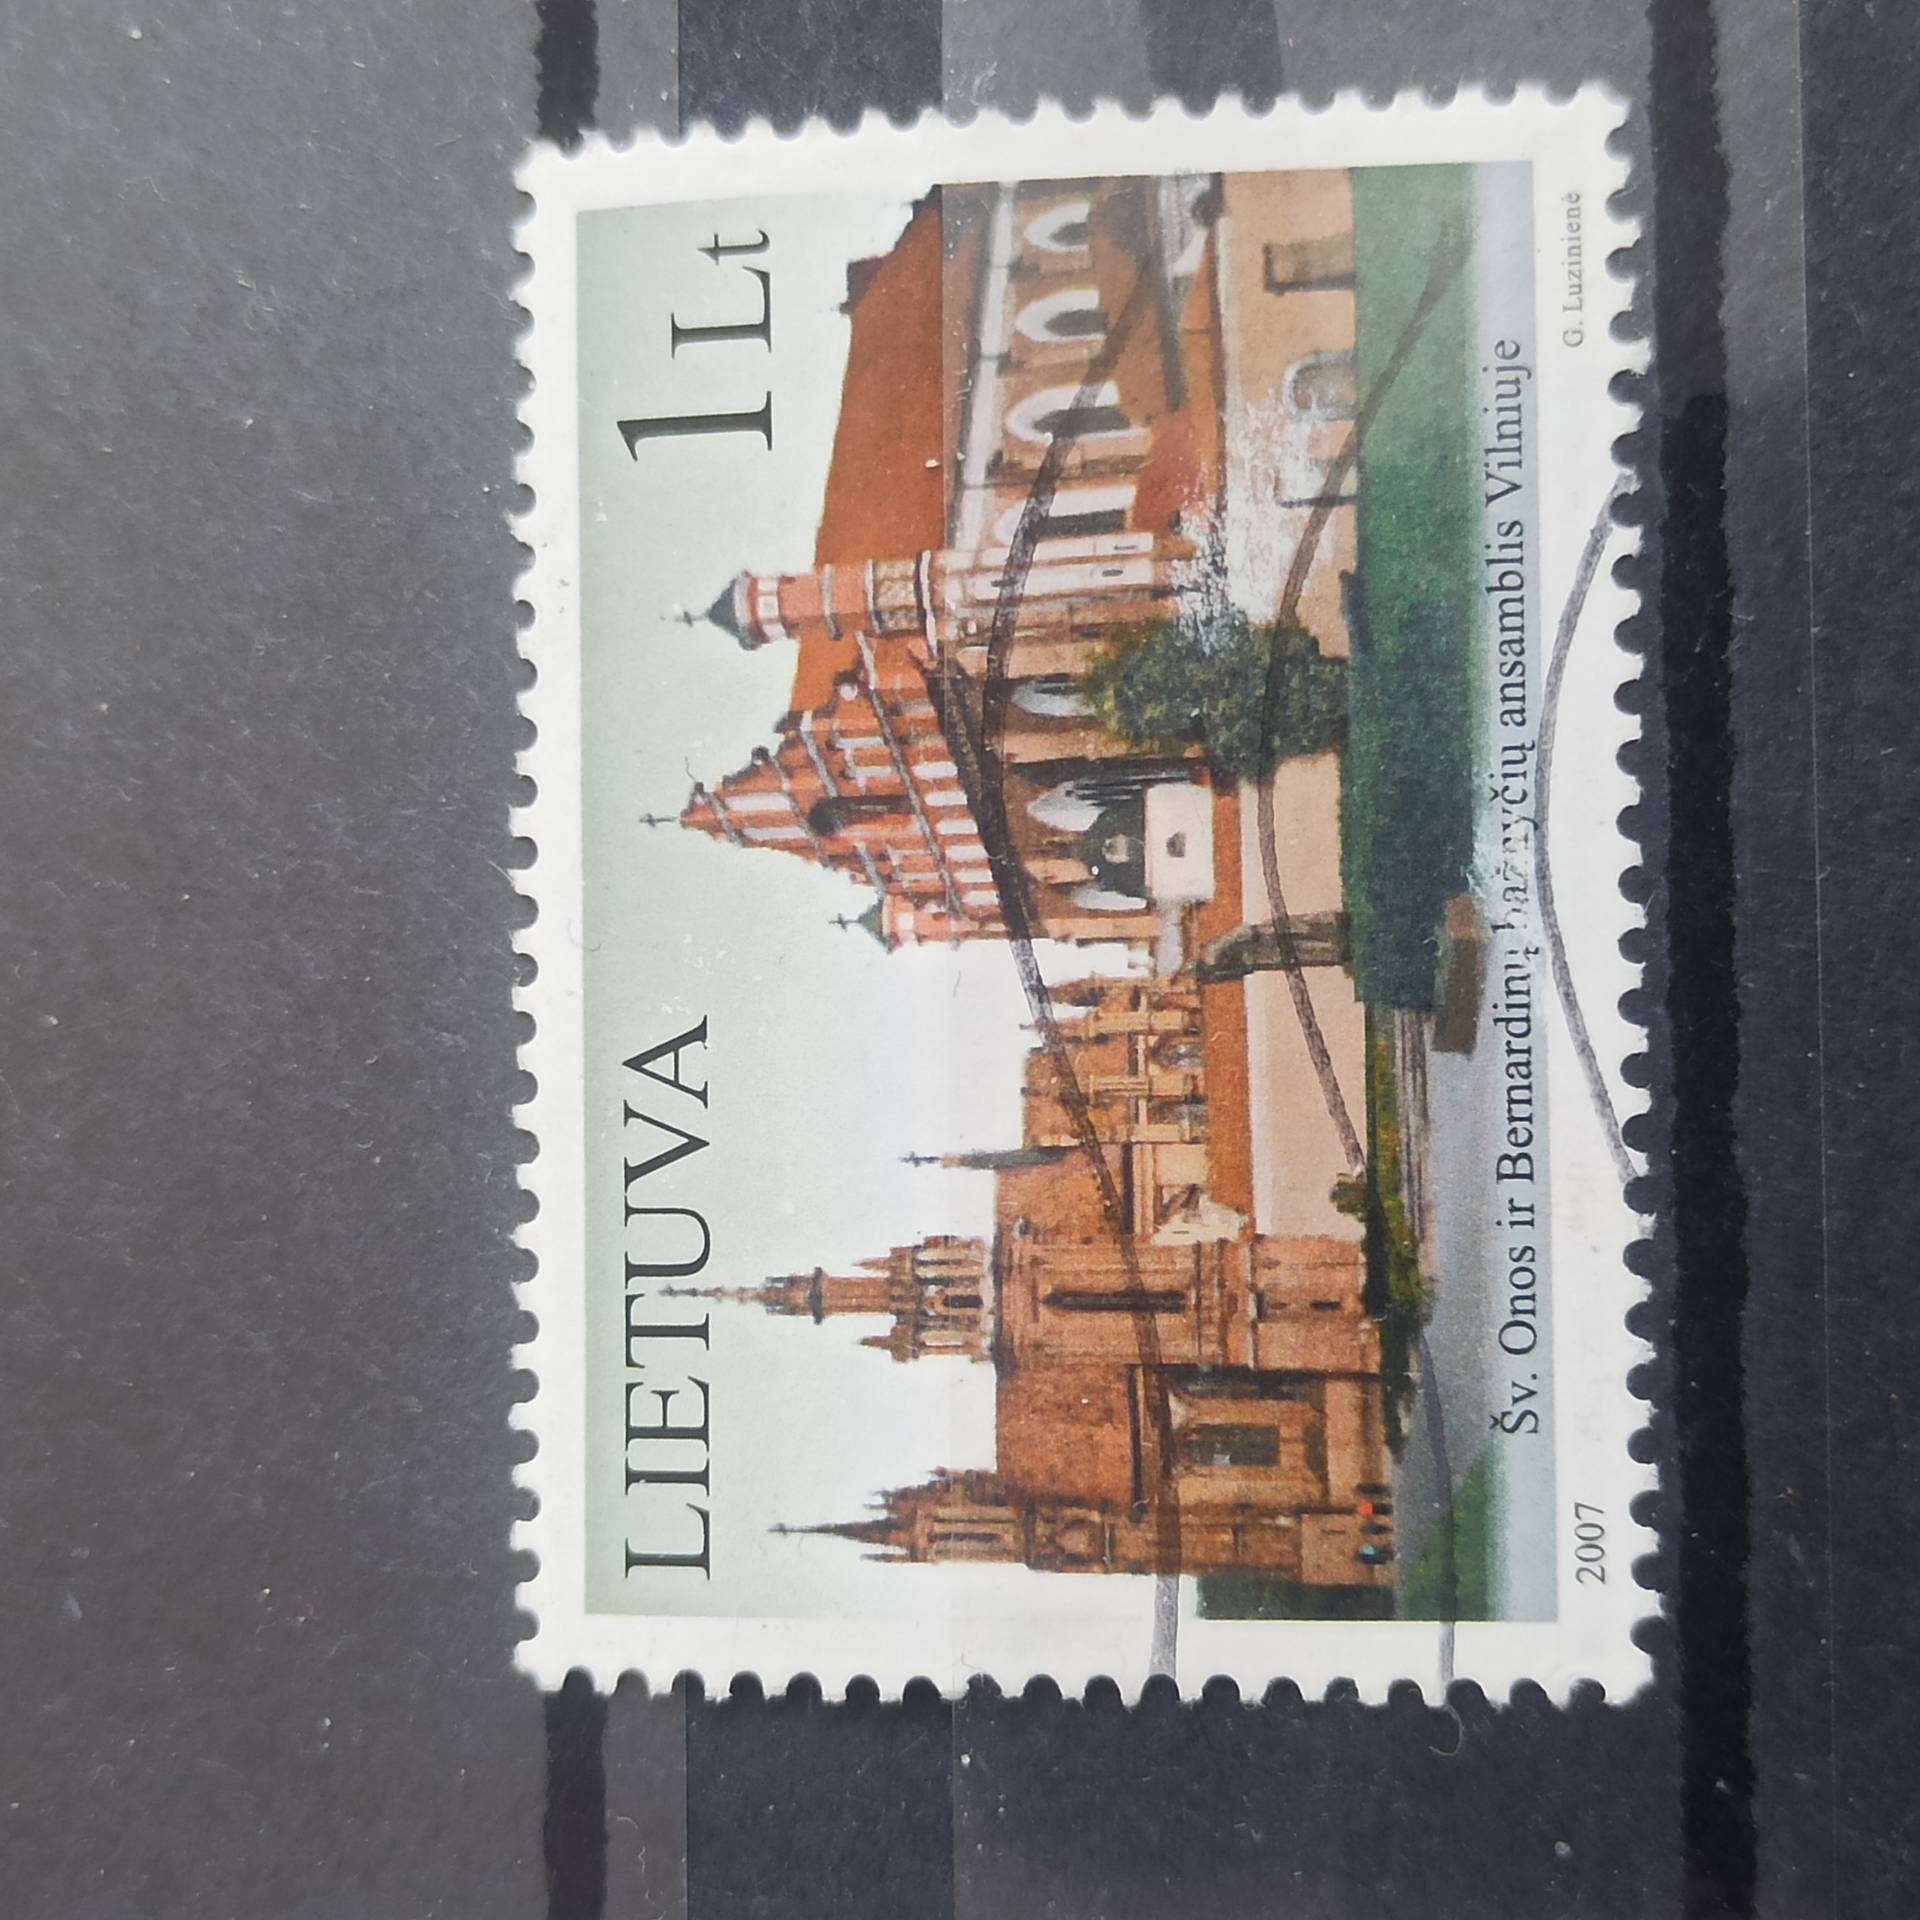 LIETUVA
1 Lt
Šv. Onos ir Bernardinų bažnyčių ansamblis Vilniuje
2007
G. Luzinienė